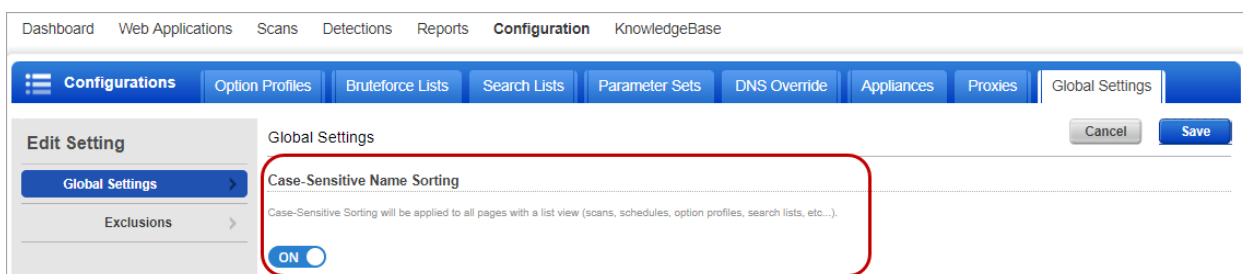 Dashboard Web Applications Scans Detections Reports Configuration KnowledgeBase
Configurations Option Profiles Bruteforce Lists Search Lists Parameter Sets DNS Override Appliances Proxies Global Settings
Edit Setting
Global Settings
Exclusions
Global Settings
Cancel Save
Case-Sensitive Name Sorting
Case-Sensitive Sorting will be applied to all pages with a list view (scans, schedules, option profiles, search lists, etc...).
ON